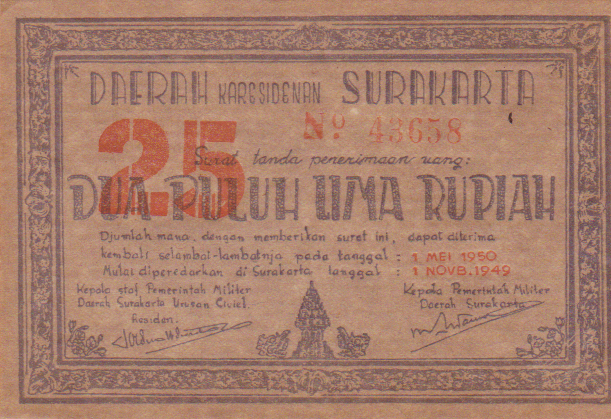 DAERAH KARESIDENAN SURAKARTA
No 43658
25
Surat tanda penerimaan uang:
DUA PULUH LIMA RUPIAH
Djumlah mana, dengan memberikan surat ini, dapat diterima
kembali selambat-lambatnja pada tanggal : 1 MEI 1950
Mulai diperedarkan di Surakarta tanggal : 1 NOVB. 1949
Kepala staf Pemerintah Militer
Daerah Surakarta Urusan Civiel.
Residen:
Kepala Pemerintah Militer
Daerah Surakarta